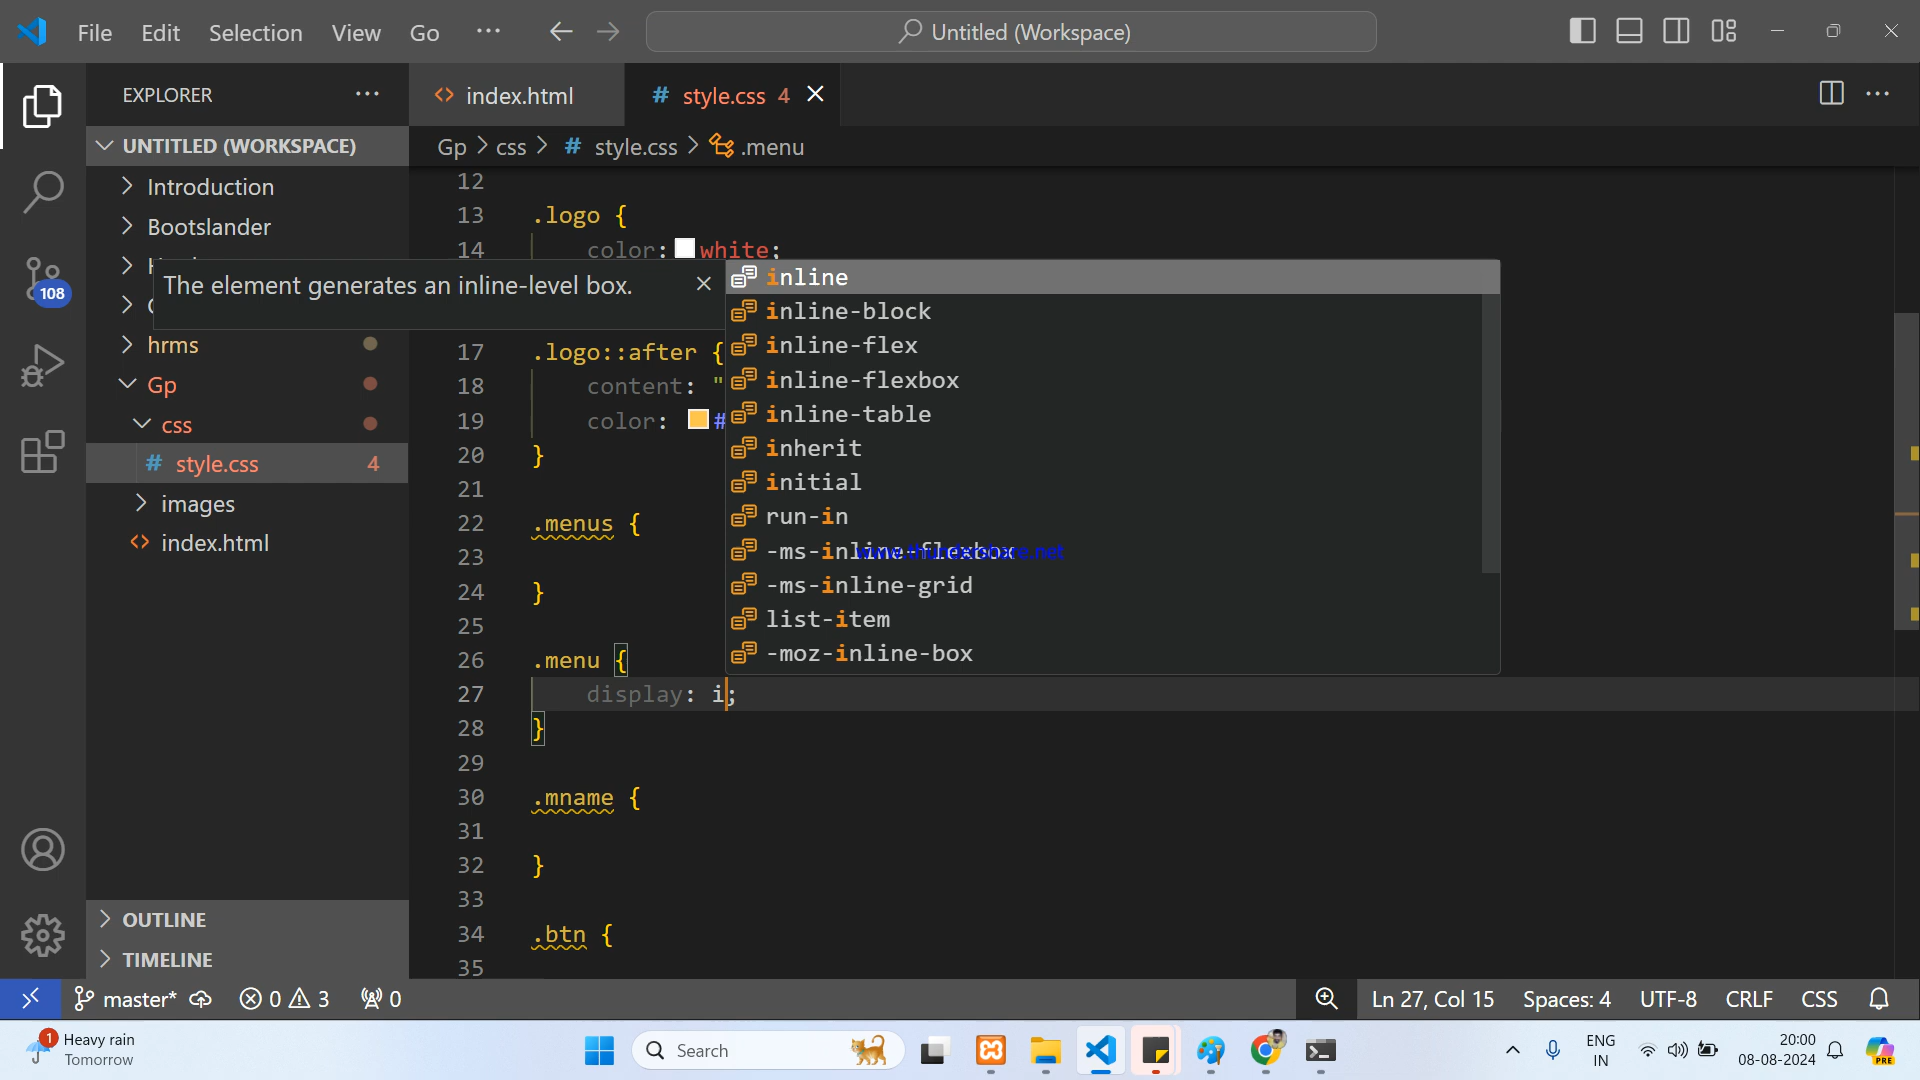 File Edit Selection View Go ... Untitled (Workspace)
EXPLORER ...
index.html
# style.css 4
UNTITLED (WORKSPACE)
Gp > css > # style.css > .menu
Introduction
Bootslander
hrms
Gp
css
# style.css 4
images
index.html
OUTLINE
TIMELINE
12
13 .logo {
14 color: white;
The element generates an inline-level box.
17 .logo::after {
18 content: "
19 color: #
20 }
21
22 .menus {
23
24 }
25
26 .menu {
27 display: i;
28 }
29
30 .mname {
31
32 }
33
34 .btn {
35
inline
inline-block
inline-flex
inline-flexbox
inline-table
inherit
initial
run-in
-ms-inline-flexbox
www.thundershare.net
-ms-inline-grid
list-item
-moz-inline-box
108
master* 0 3 0 Ln 27, Col 15 Spaces: 4 UTF-8 CRLF CSS
1 Heavy rain
Tomorrow
Search
ENG
IN
20:00
08-08-2024
PRE